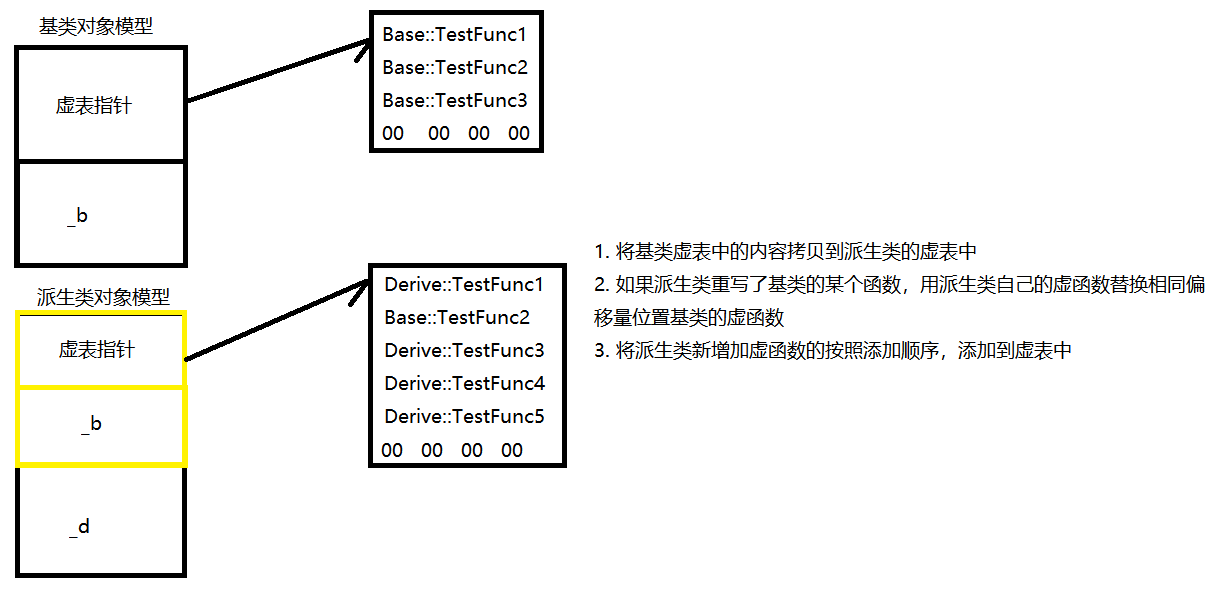 基类对象模型
虚表指针
_b
Base::TestFunc1
Base::TestFunc2
Base::TestFunc3
00 00 00 00
派生类对象模型
虚表指针
_b
_d
Derive::TestFunc1
Base::TestFunc2
Derive::TestFunc3
Derive::TestFunc4
Derive::TestFunc5
00 00 00 00
1. 将基类虚表中的内容拷贝到派生类的虚表中
2. 如果派生类重写了基类的某个函数，用派生类自己的虚函数替换相同偏
移量位置基类的虚函数
3. 将派生类新增加虚函数的按照添加顺序，添加到虚表中